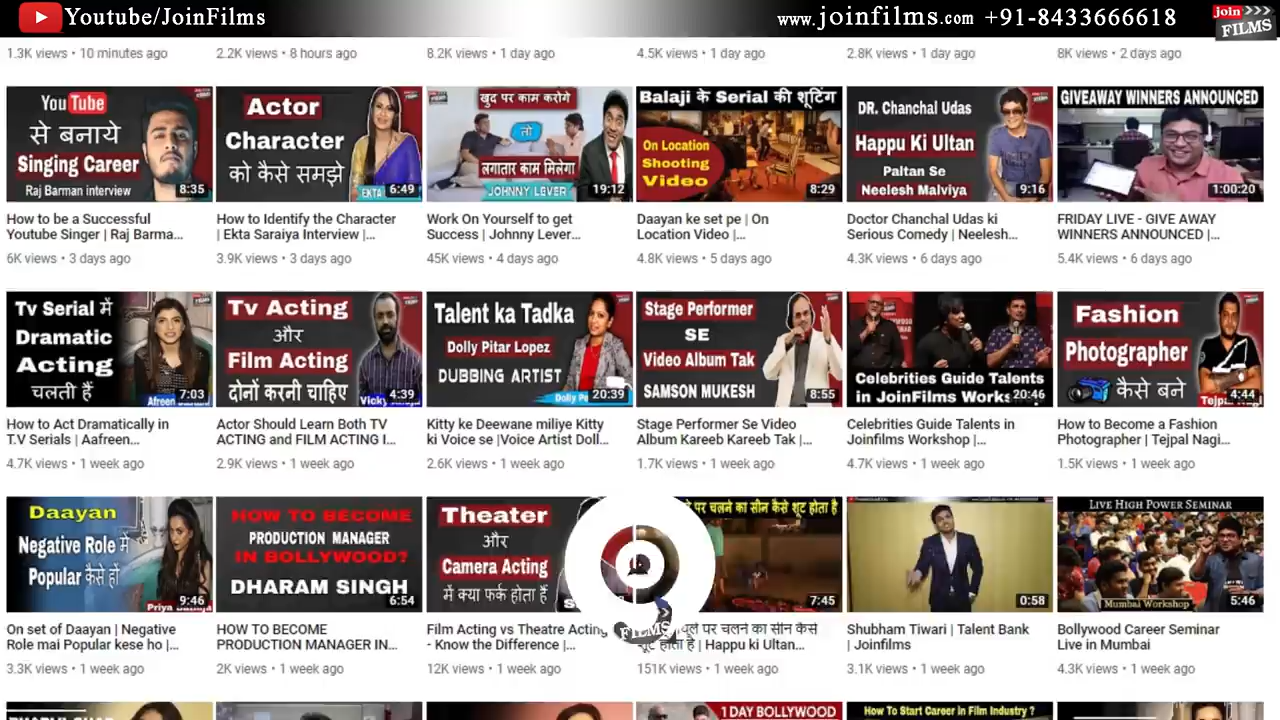 Youtube/JoinFilms
www.joinfilms.com +91-8433666618
join
FILMS
1.3K views • 10 minutes ago
2.2K views • 8 hours ago
8.2K views • 1 day ago
4.5K views • 1 day ago
2.8K views • 1 day ago
8K views • 2 days ago
You Tube
से बनाये
Singing Career
Raj Barman interview
8:35
Actor
Character
को कैसे समझे
EKTA
6:49
खुद पर काम करोगे
तो
लगातार काम मिलेगा
JOHNNY LEVER
19:12
Balaji के Serial की शूटिंग
On Location
Shooting
Video
8:29
DR. Chanchal Udas
Happu Ki Ultan
Paltan Se
Neelesh Malviya
9:16
GIVEAWAY WINNERS ANNOUNCED
1:00:20
How to be a Successful
Youtube Singer | Raj Barma...
6K views • 3 days ago
How to Identify the Character
| Ekta Saraiya Interview |...
3.9K views • 3 days ago
Work On Yourself to get
Success | Johnny Lever...
45K views • 4 days ago
Daayan ke set pe | On
Location Video |...
4.8K views • 5 days ago
Doctor Chanchal Udas ki
Serious Comedy | Neelesh...
4.3K views • 6 days ago
FRIDAY LIVE - GIVE AWAY
WINNERS ANNOUNCED |...
5.4K views • 6 days ago
Tv Serial में
Dramatic
Acting
चलती हैं
7:03
Tv Acting
और
Film Acting
दोनों करनी चाहिए
Vicky
4:39
Talent ka Tadka
Dolly Pitar Lopez
DUBBING ARTIST
20:39
Stage Performer
SE
Video Album Tak
SAMSON MUKESH
8:55
Celebrities Guide Talents
in JoinFilms Works
20:46
Fashion
Photographer
कैसे बने
4:44
How to Act Dramatically in
T.V Serials | Aafreen...
4.7K views • 1 week ago
Actor Should Learn Both TV
ACTING and FILM ACTING I...
2.9K views • 1 week ago
Kitty ke Deewane miliye Kitty
ki Voice se |Voice Artist Doll...
2.6K views • 1 week ago
Stage Performer Se Video
Album Kareeb Kareeb Tak |...
1.7K views • 1 week ago
Celebrities Guide Talents in
Joinfilms Workshop |...
4.7K views • 1 week ago
How to Become a Fashion
Photographer | Tejpal Nagi...
1.5K views • 1 week ago
Daayan
Negative Role में
Popular कैसे हों
Priya
9:46
HOW TO BECOME
PRODUCTION MANAGER
IN BOLLYWOOD?
DHARAM SINGH
6:54
Theater
और
Camera Acting
में क्या फर्क होता हैं
पर चलने का सीन कैसे शूट होता है
7:45
0:58
LIVE HIGH POWER SEMINAR
Mumbai Workshop
5:46
On set of Daayan | Negative
Role mai Popular kese ho |...
3.3K views • 1 week ago
HOW TO BECOME
PRODUCTION MANAGER IN...
2K views • 1 week ago
Film Acting vs Theatre Acting
- Know the Difference |...
12K views • 1 week ago
FILMS
पर चलने का सीन कैसे
शूट होता है | Happu ki Ultan...
151K views • 1 week ago
Shubham Tiwari | Talent Bank
| Joinfilms
3.1K views • 1 week ago
Bollywood Career Seminar
Live in Mumbai
4.3K views • 1 week ago
1 DAY BOLLYWOOD
How To Start Career in Film Industry ?